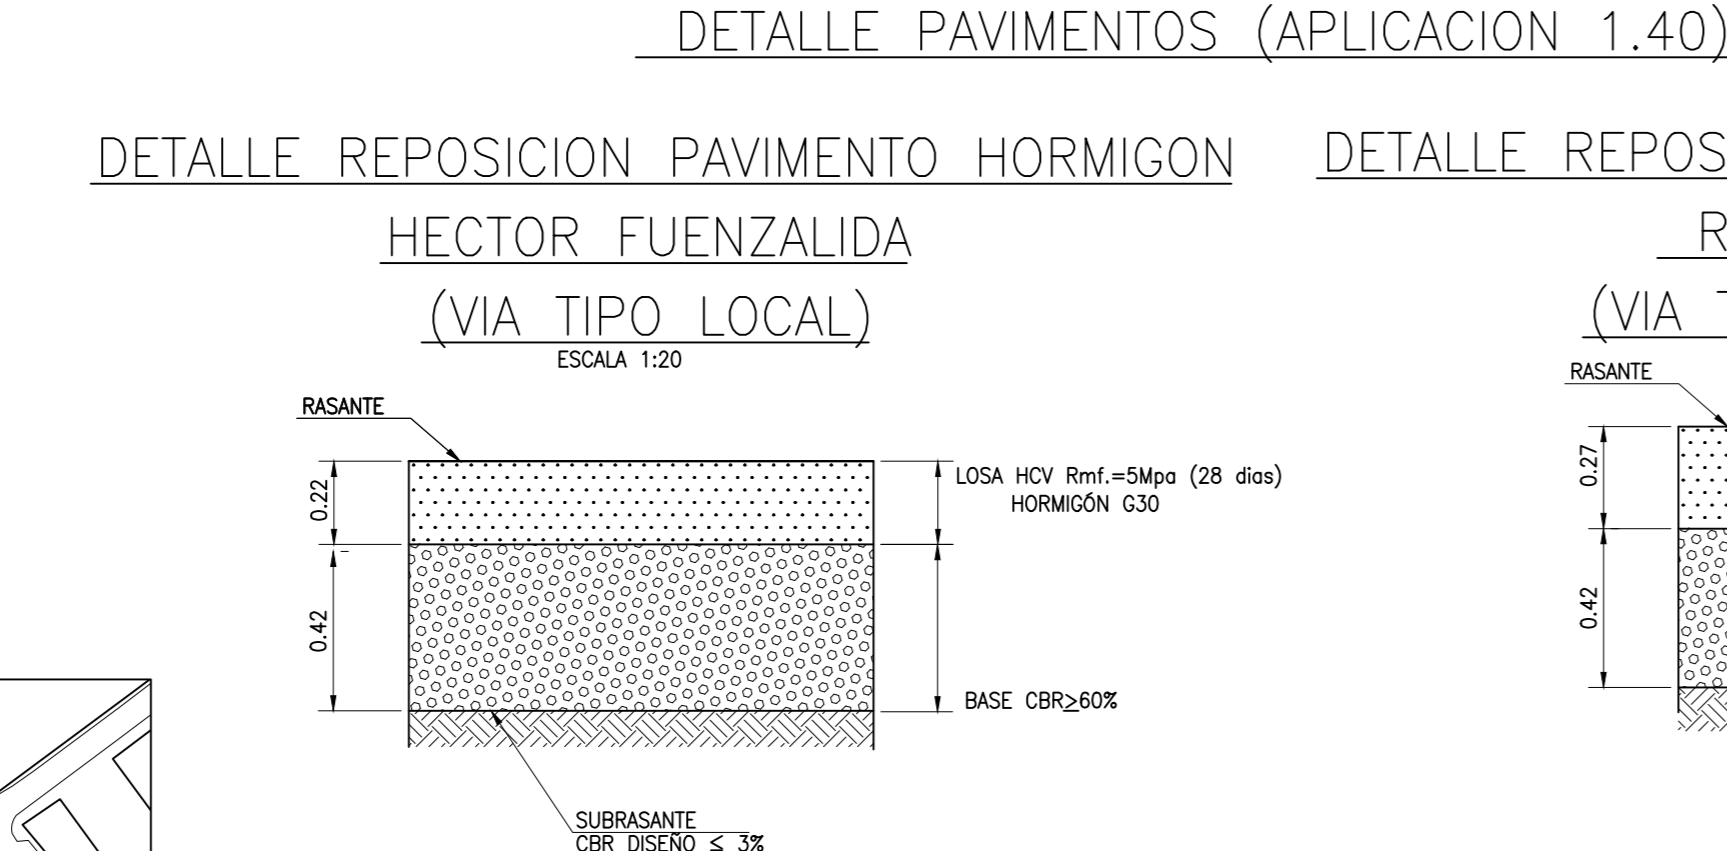 DETALLE PAVIMENTOS (APLICACION 1.40)
DETALLE REPOSICION PAVIMENTO HORMIGON
HECTOR FUENZALIDA
(VIA TIPO LOCAL)
ESCALA 1:20
RASANTE
0.22
0.42
LOSA HCV Rmf.=5Mpa (28 dias)
HORMIGÓN G30
BASE CBR≥60%
SUBRASANTE
CBR DISEÑO ≤ 3%
DETALLE REPOS
R
(VIA T
RASANTE
0.27
0.42